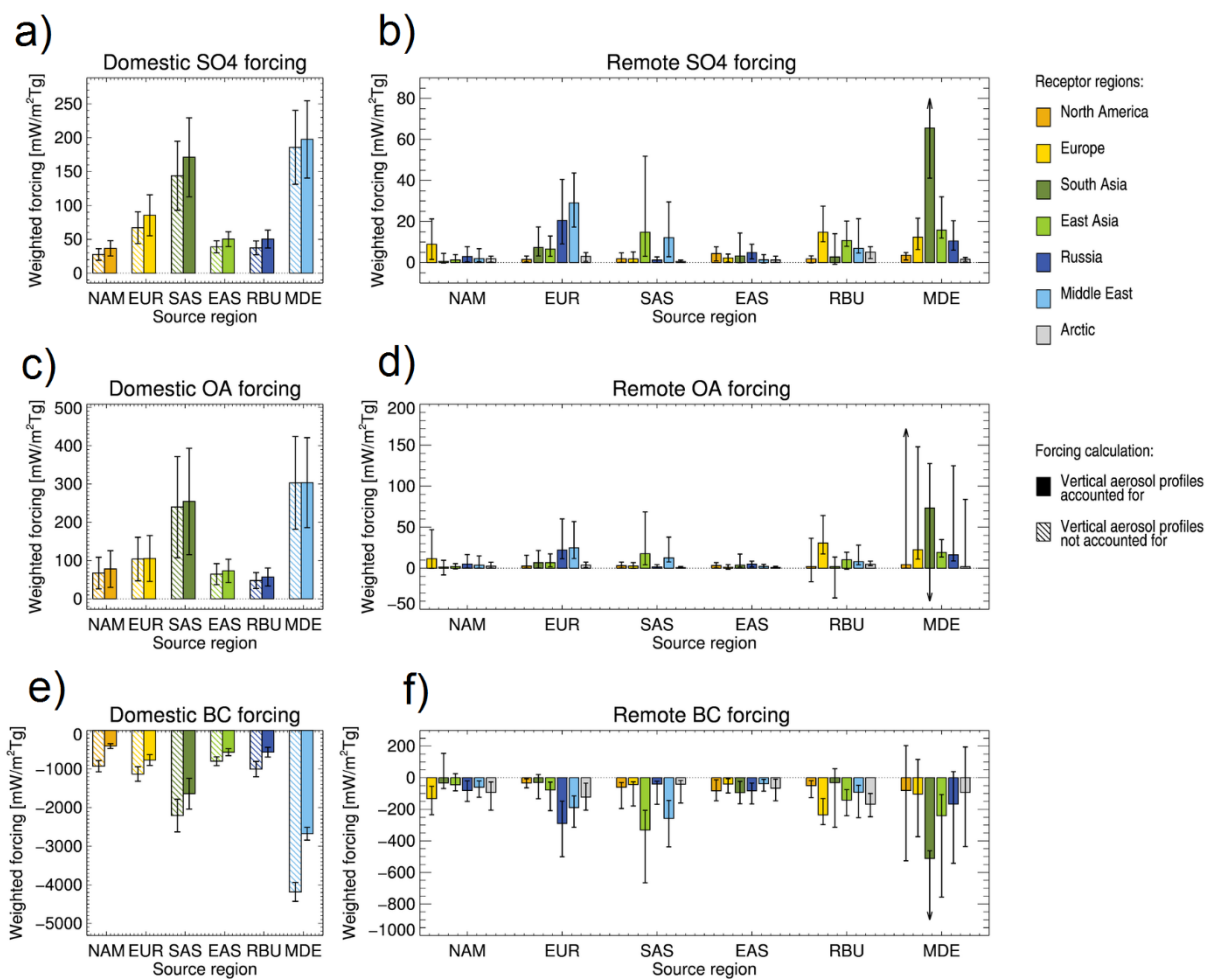 a)
Domestic SO4 forcing
Weighted forcing [mW/m²Tg]
250
200
150
100
50
0
NAM EUR SAS EAS RBU MDE
Source region
b)
Remote SO4 forcing
Weighted forcing [mW/m²Tg]
80
60
40
20
0
NAM EUR SAS EAS RBU MDE
Source region
Receptor regions:
North America
Europe
South Asia
East Asia
Russia
Middle East
Arctic
c)
Domestic OA forcing
Weighted forcing [mW/m²Tg]
500
400
300
200
100
0
NAM EUR SAS EAS RBU MDE
Source region
d)
Remote OA forcing
Weighted forcing [mW/m²Tg]
200
150
100
50
0
−50
NAM EUR SAS EAS RBU MDE
Source region
Forcing calculation:
Vertical aerosol profiles
accounted for
Vertical aerosol profiles
not accounted for
e)
Domestic BC forcing
Weighted forcing [mW/m²Tg]
0
−1000
−2000
−3000
−4000
−5000
NAM EUR SAS EAS RBU MDE
Source region
f)
Remote BC forcing
Weighted forcing [mW/m²Tg]
200
0
−200
−400
−600
−800
−1000
NAM EUR SAS EAS RBU MDE
Source region